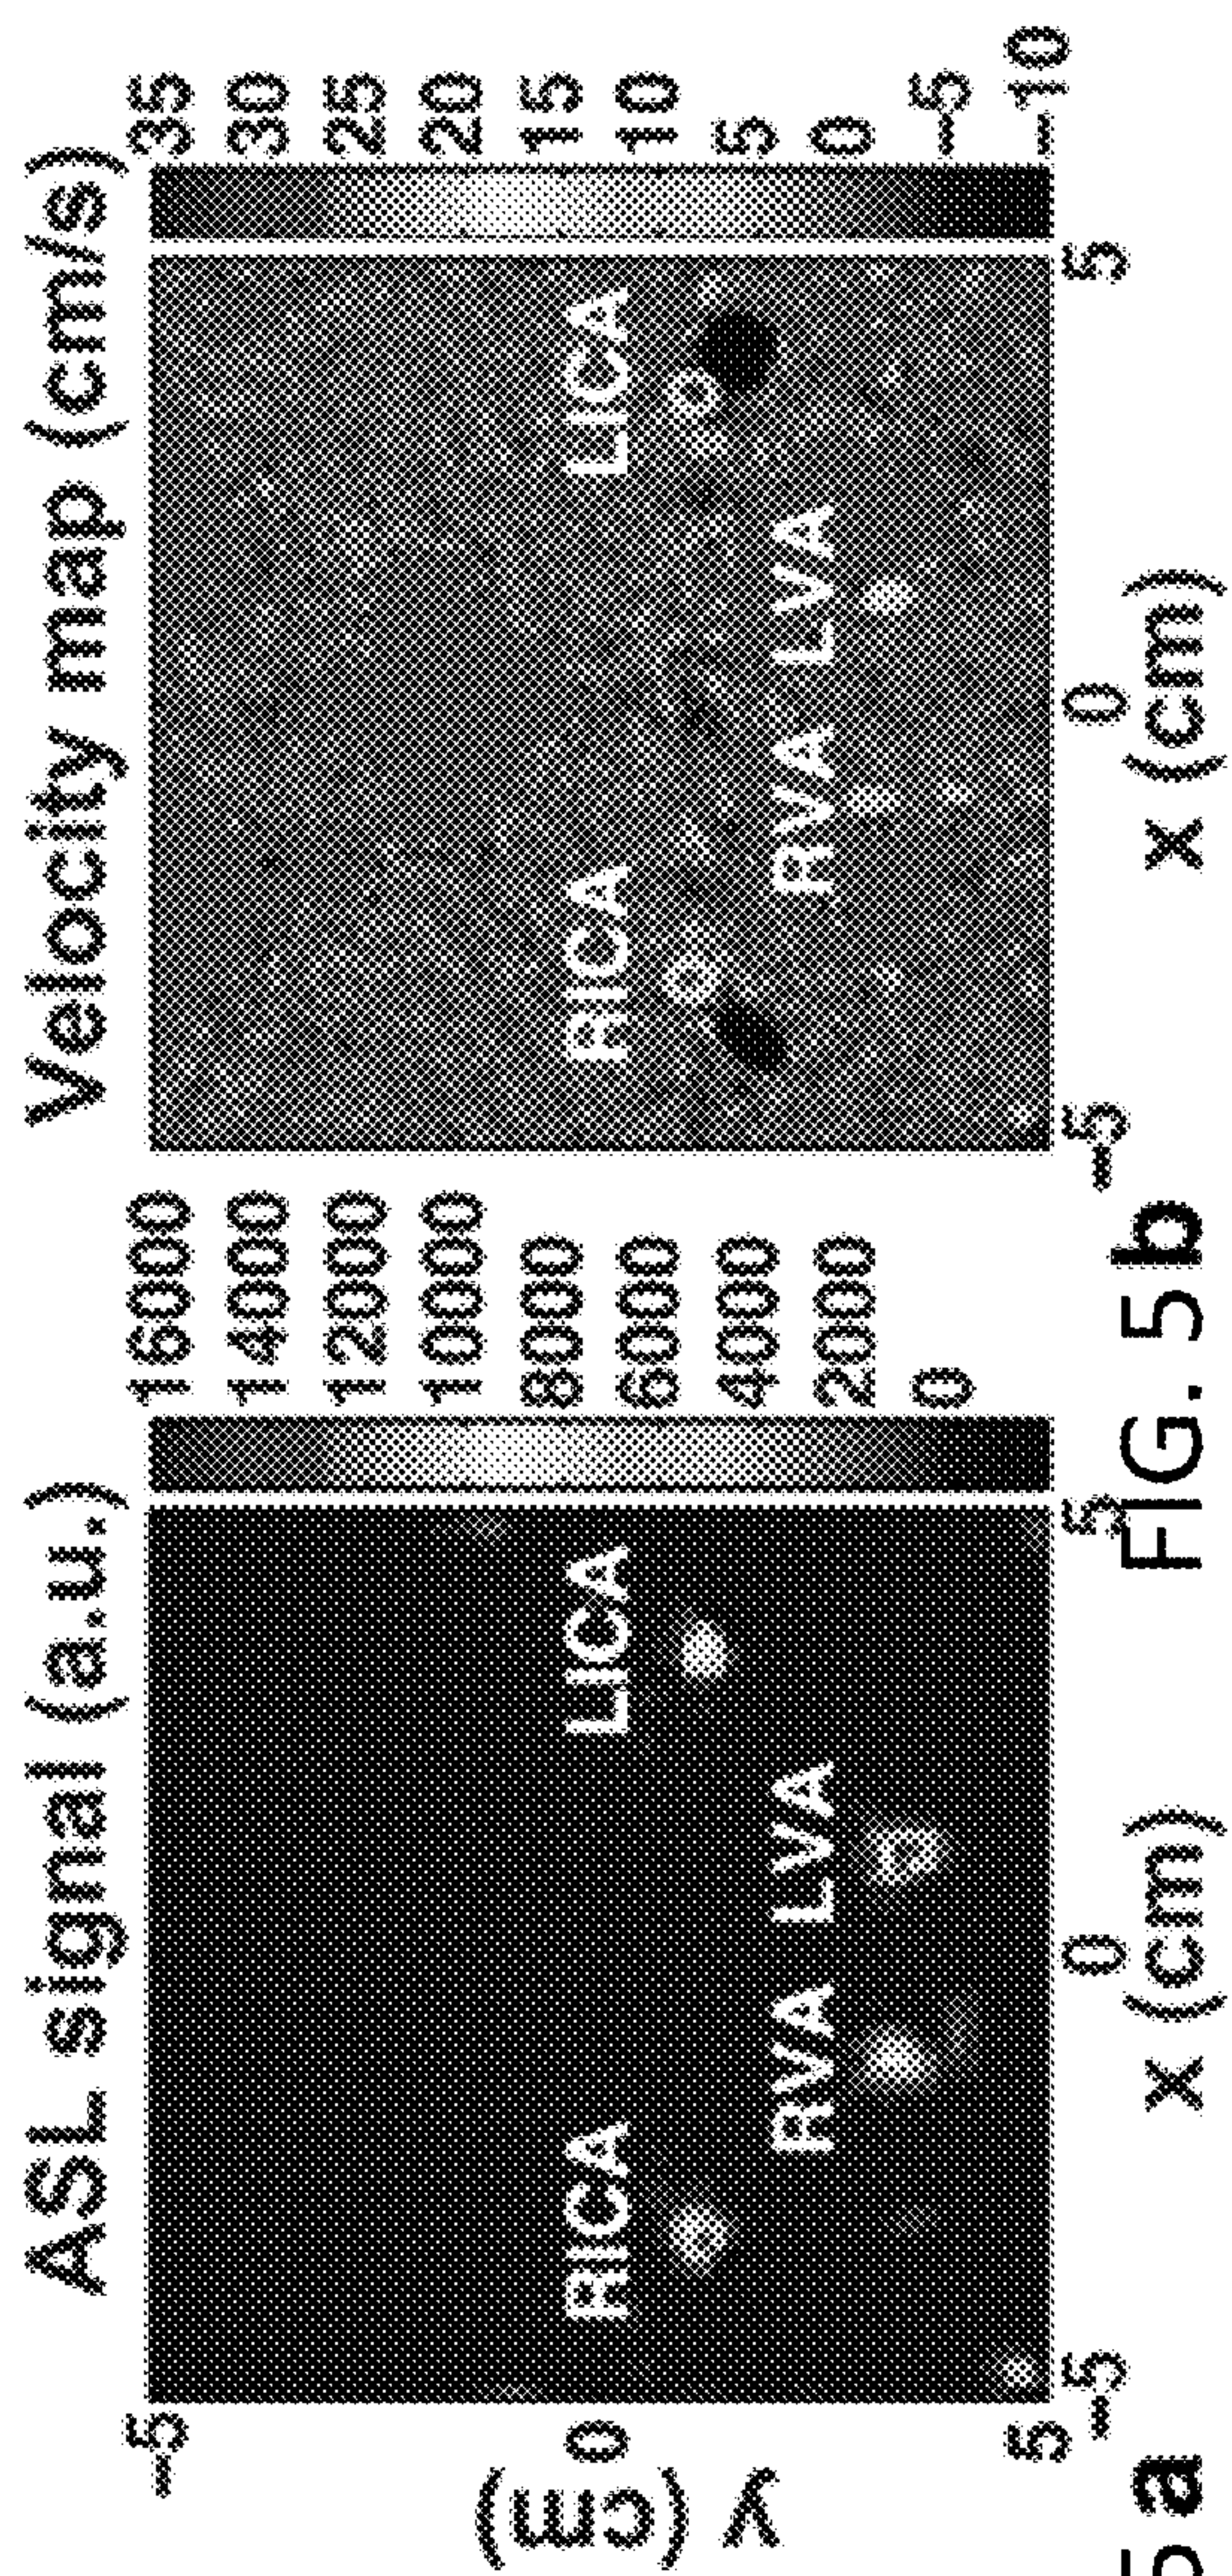 ASL signal (a.u.)
RICA
LICA
RVA
LVA
−5
0
5
y (cm)
−5
0
5
x (cm)
16000
14000
12000
10000
8000
6000
4000
2000
0
5a
Velocity map (cm/s)
RICA
LICA
RVA
LVA
−5
0
5
x (cm)
35
30
25
20
15
10
5
0
−5
−10
FIG. 5b